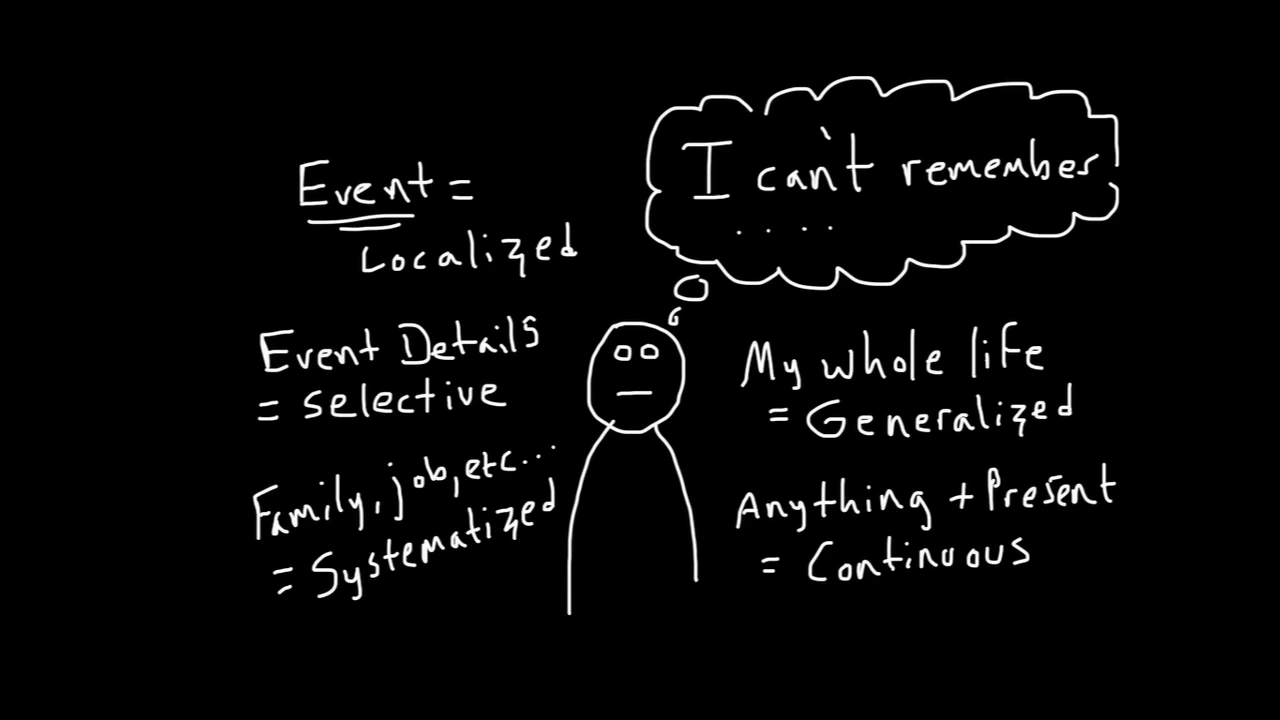 I can't remember
....
Event =
Localized
Event Details
= selective
Family, job, etc...
= Systematized
My whole life
= Generalized
Anything + Present
= Continuous